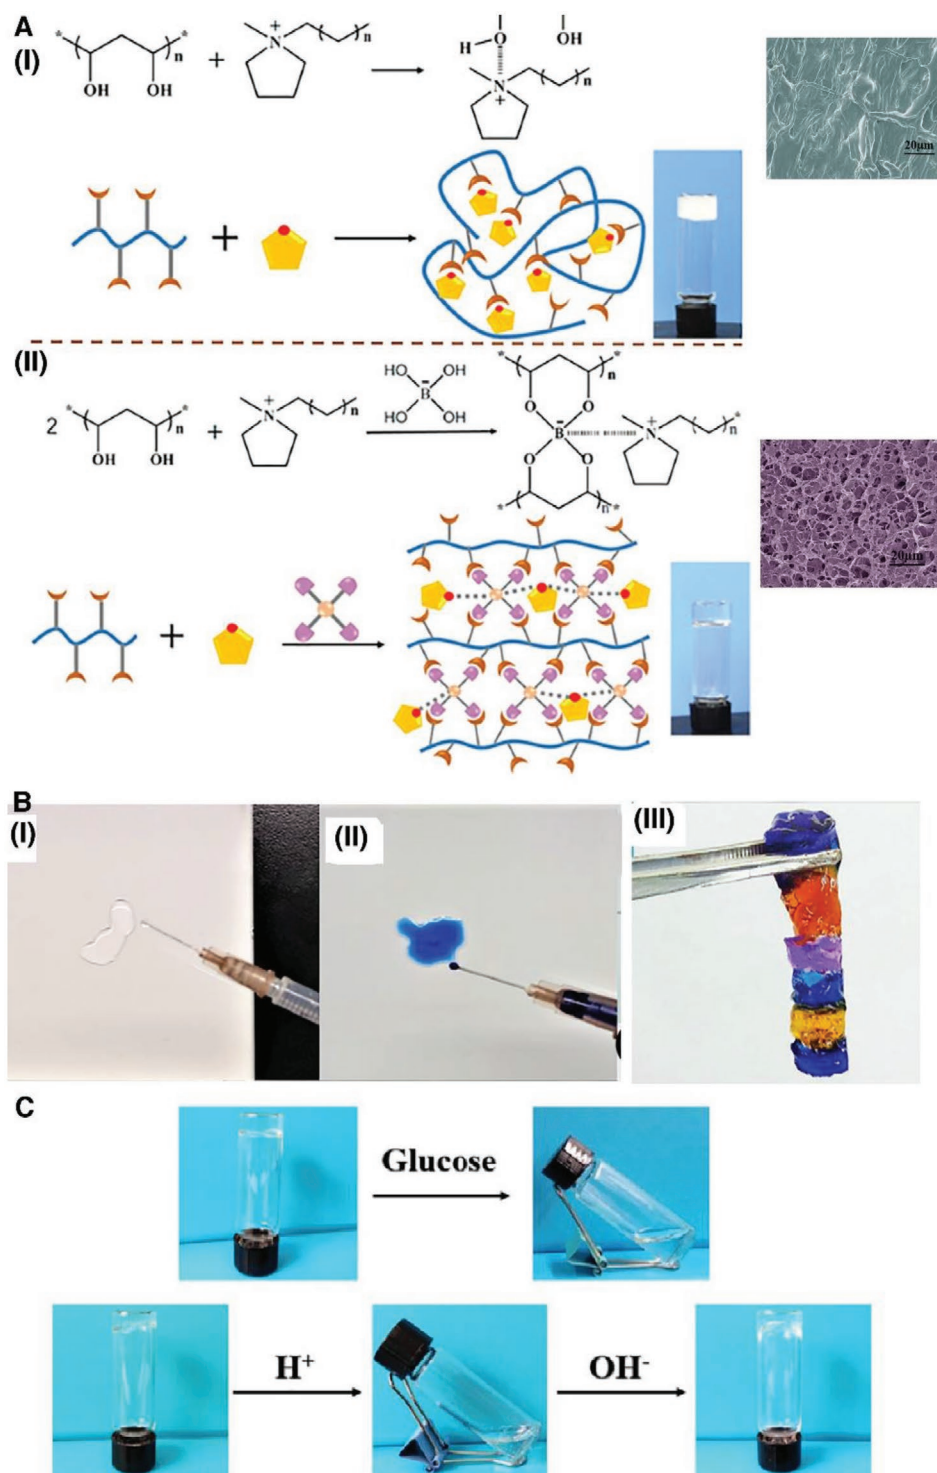 A
(I)
*
*
n
OH
OH
+
N
+
n
H
O
OH
N
+
n
20μm
+
(II)
2
*
*
n
OH
OH
+
N
+
n
HO
OH
B
HO
OH
*
*
n
O
O
B
O
O
*
n*
N
+
*
n
20μm
+
B
(I)
(II)
(III)
C
Glucose
H+
OH-